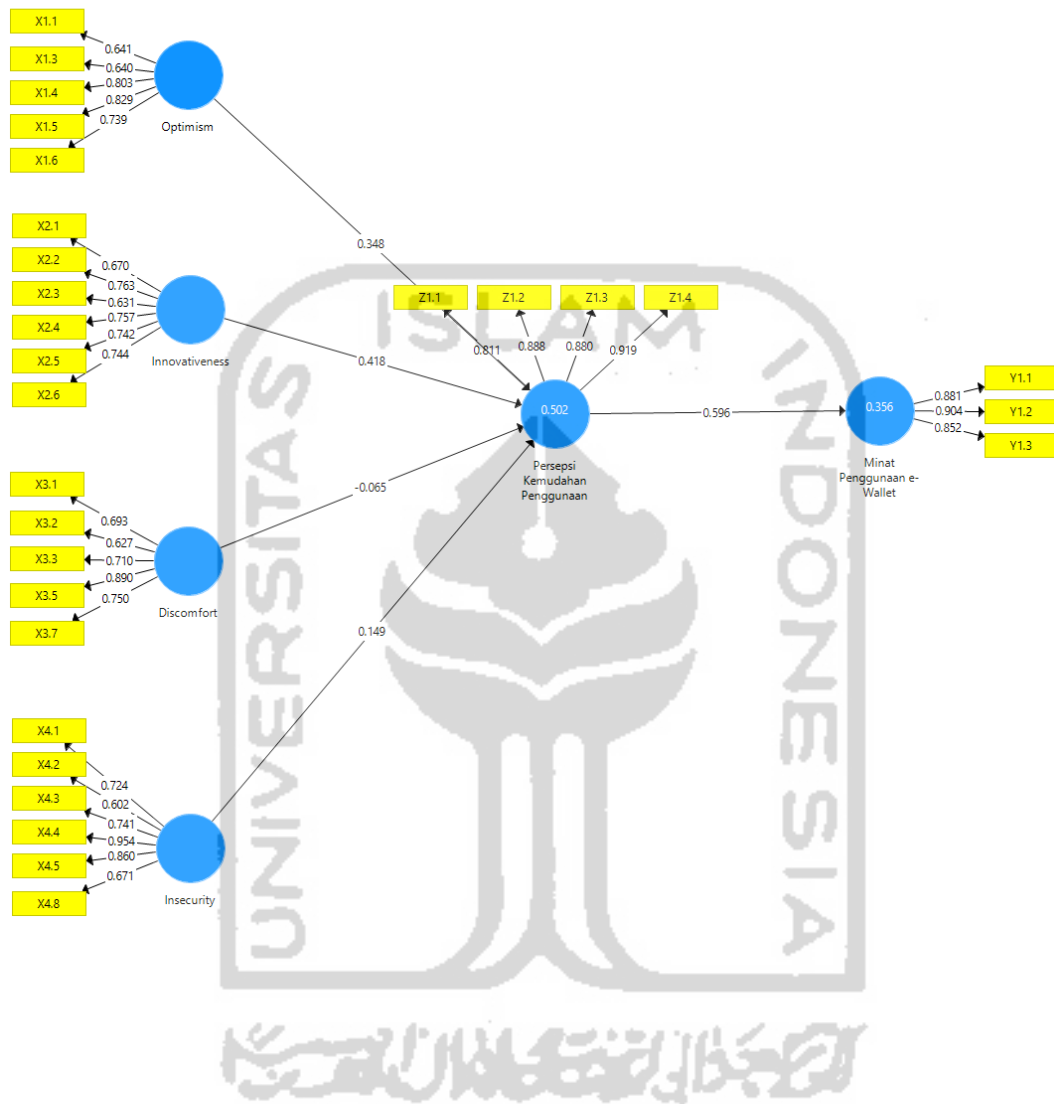 X1.1
X1.3
X1.4
X1.5
X1.6
0.641
0.640
0.803
0.829
0.739
Optimism
0.348
X2.1
X2.2
X2.3
X2.4
X2.5
X2.6
0.670
0.763
0.631
0.757
0.742
0.744
Innovativeness
0.418
X3.1
X3.2
X3.3
X3.5
X3.7
0.693
0.627
0.710
0.890
0.750
Discomfort
-0.065
X4.1
X4.2
X4.3
X4.4
X4.5
X4.8
0.724
0.602
0.741
0.954
0.860
0.671
Insecurity
0.149
Z1.1
Z1.2
Z1.3
Z1.4
0.811
0.888
0.880
0.919
0.502
Persepsi
Kemudahan
Penggunaan
0.596
0.356
Minat
Penggunaan e-
Wallet
0.881
0.904
0.852
Y1.1
Y1.2
Y1.3
UNIVERSITAS
ISLAM
INDONESIA